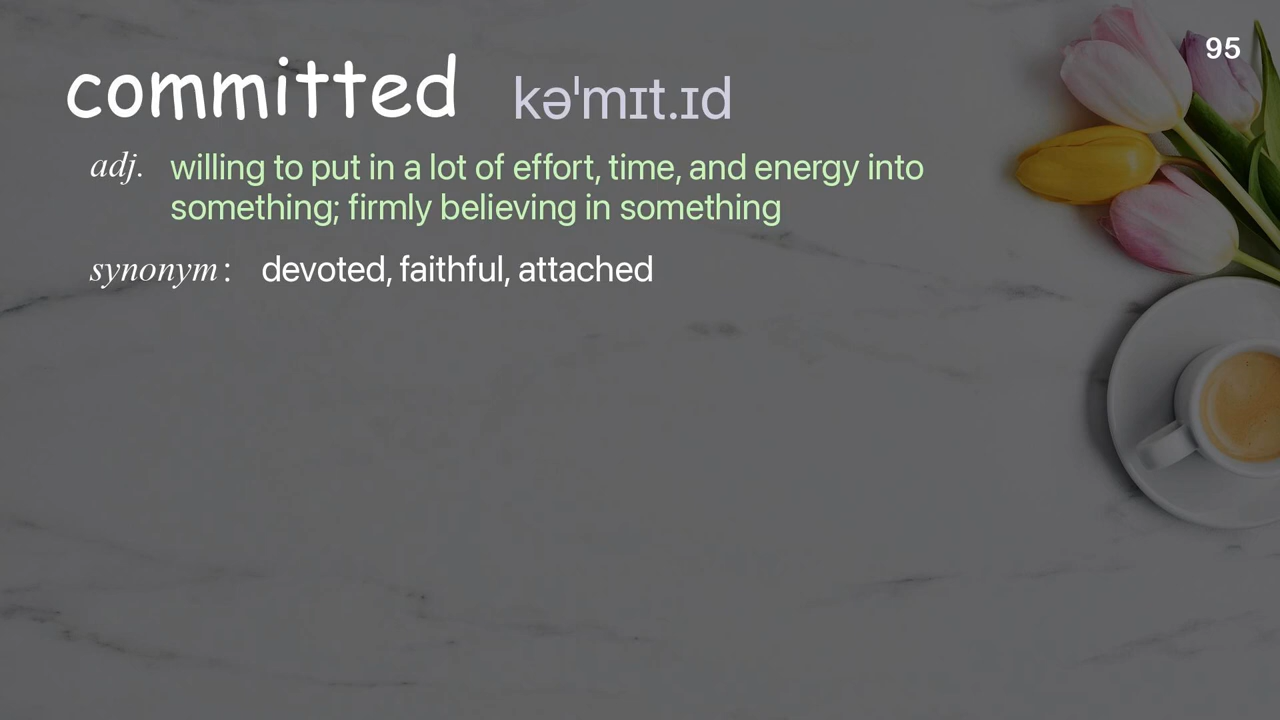 95
committed kəˈmɪt.ɪd
adj. willing to put in a lot of effort, time, and energy into
something; firmly believing in something
synonym : devoted, faithful, attached